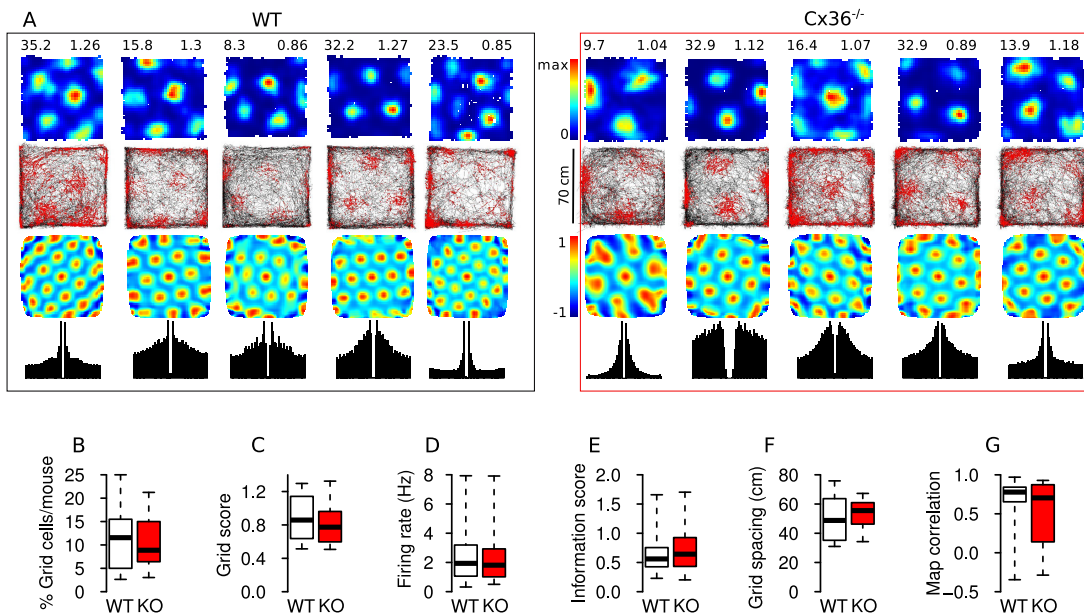 A WT Cx36-/-
35.2 1.26 15.8 1.3 8.3 0.86 32.2 1.27 23.5 0.85 9.7 1.04 32.9 1.12 16.4 1.07 32.9 0.89 13.9 1.18
max
0
70 cm
1
-1
B C D E F G
% Grid cells/mouse
25
20
15
10
5
0
WT KO
Grid score
1.2
0.8
0.4
0.0
WT KO
Firing rate (Hz)
8
6
4
2
0
WT KO
Information score
2.0
1.5
1.0
0.5
0.0
WT KO
Grid spacing (cm)
80
60
40
20
0
WT KO
Map correlation
1.0
0.5
0.0
-0.5
WT KO